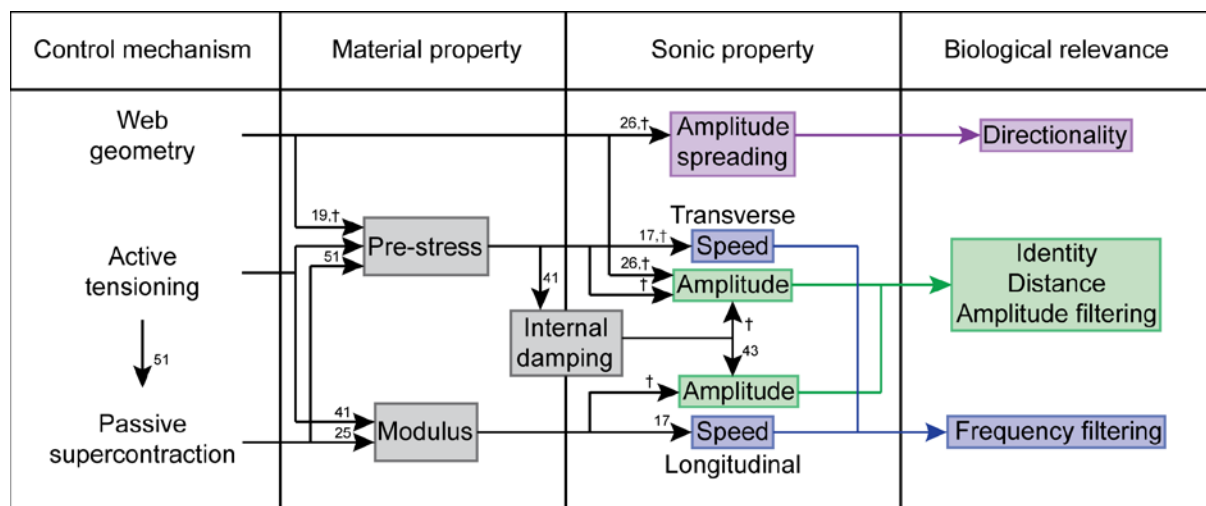 Control mechanism
Material property
Sonic property
Biological relevance
Web
geometry
26,†
Amplitude
spreading
Directionality
19,†
Pre-stress
Transverse
17,†
Speed
Active
tensioning
51
41
26,†
†
Amplitude
Identity
Distance
Amplitude filtering
Internal
damping
†
43
51
†
Amplitude
Passive
supercontraction
41
25
Modulus
17
Speed
Longitudinal
Frequency filtering